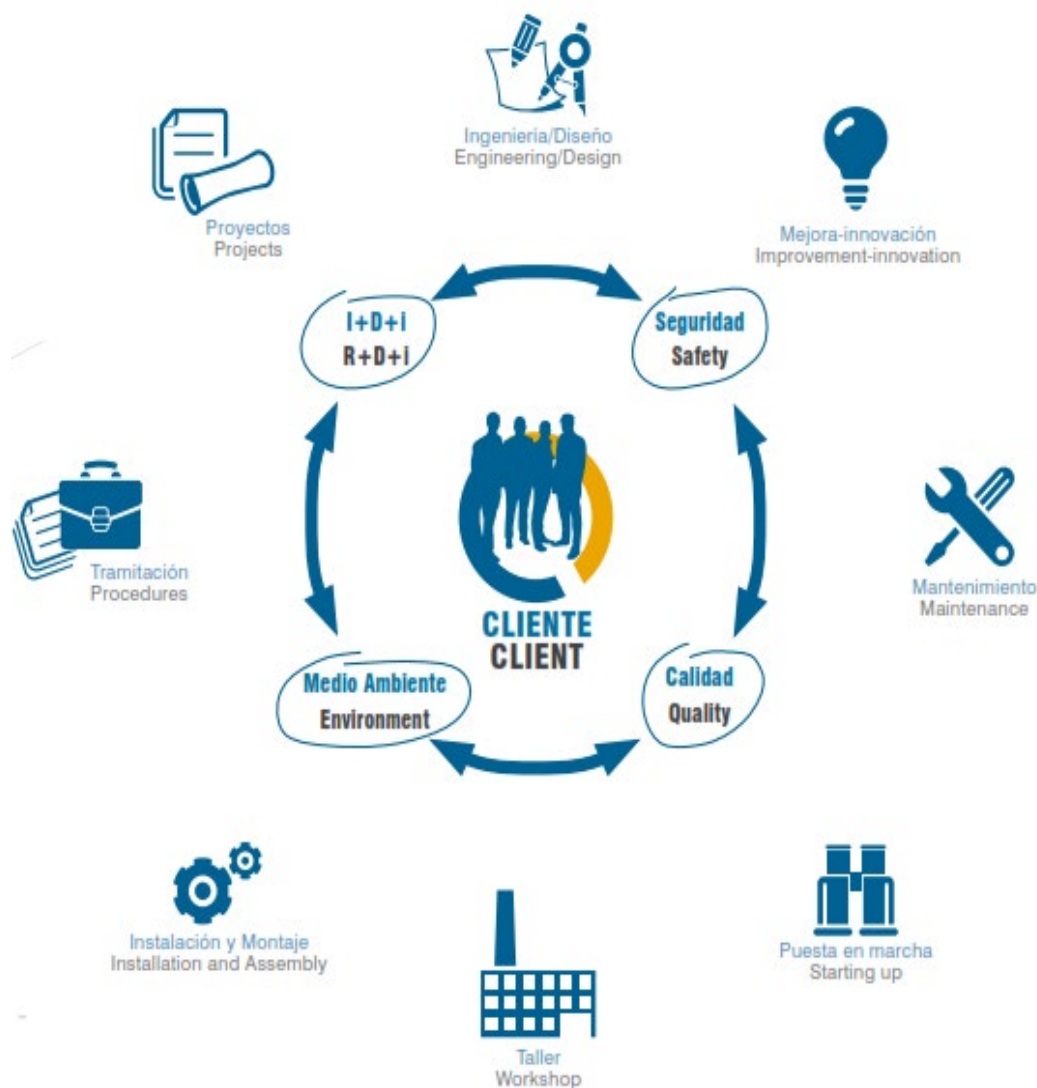 Ingenieria/Diseño
Engineering/Design
Proyectos
Projects
Mejora-innovación
Improvement-innovation
I+D+i
R+D+i
Seguridad
Safety
Tramitación
Procedures
CLIENTE
CLIENT
Mantenimiento
Maintenance
Medio Ambiente
Environment
Calidad
Quality
Instalación y Montaje
Installation and Assembly
Puesta en marcha
Starting up
Taller
Workshop